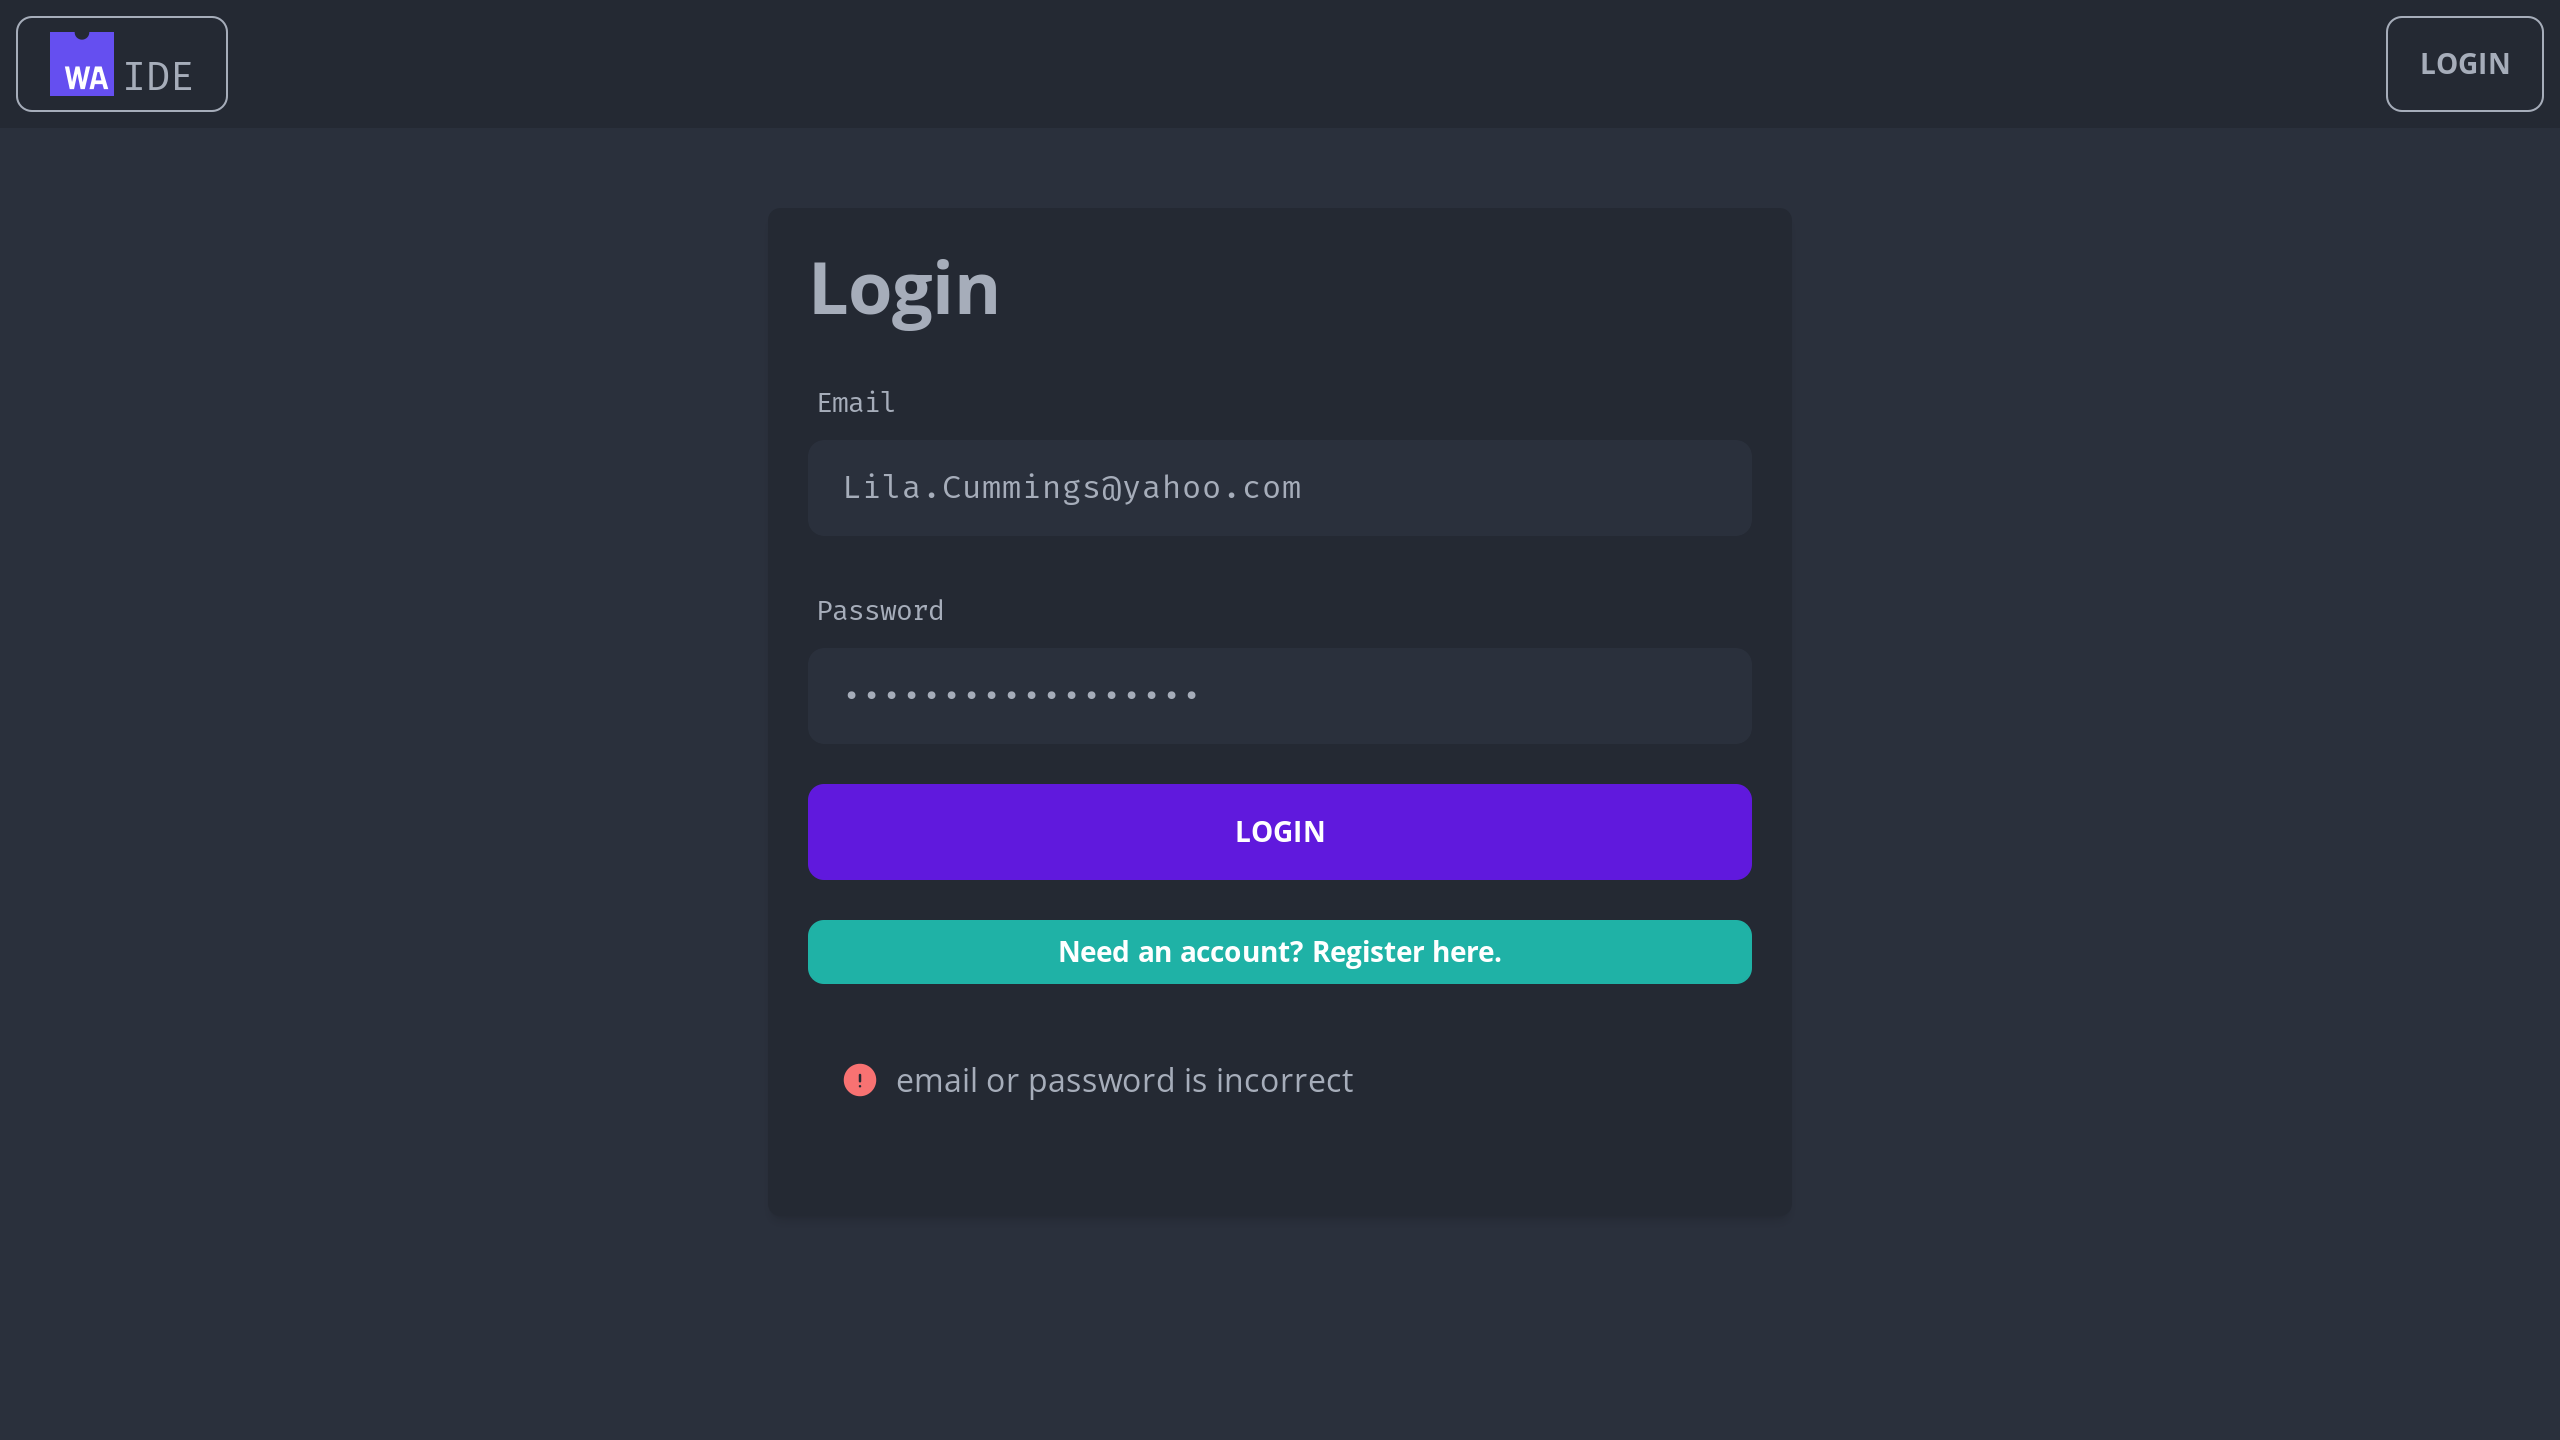 WA IDE
LOGIN
Login
Email
Lila.Cummings@yahoo.com
Password
••••••••••••••••••
LOGIN
Need an account? Register here.
email or password is incorrect